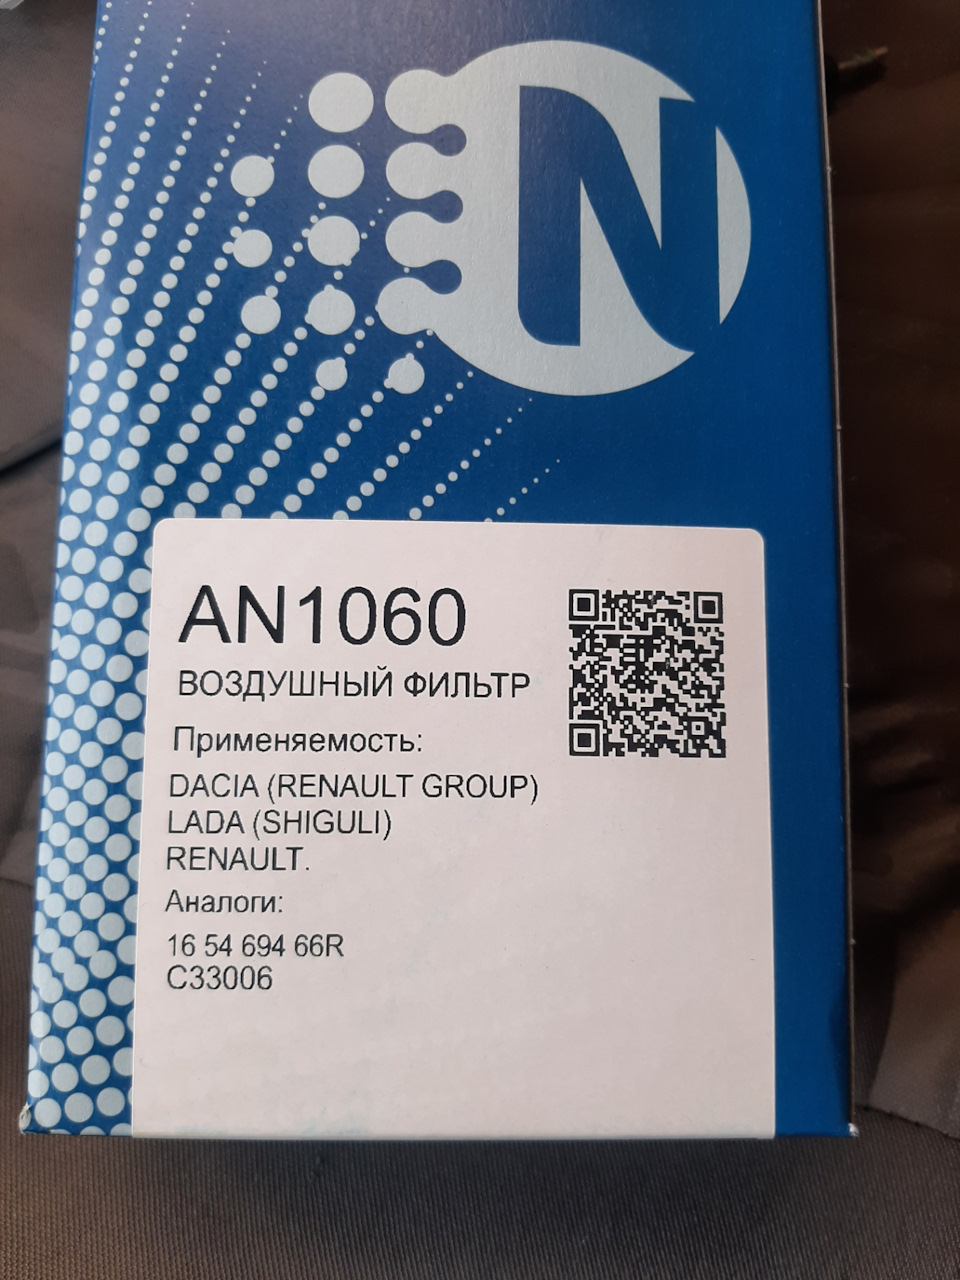 N
AN1060
ВОЗДУШНЫЙ ФИЛЬТР
Применяемость:
DACIA (RENAULT GROUP)
LADA (SHIGULI)
RENAULT.
Аналоги:
16 54 694 66R
C33006